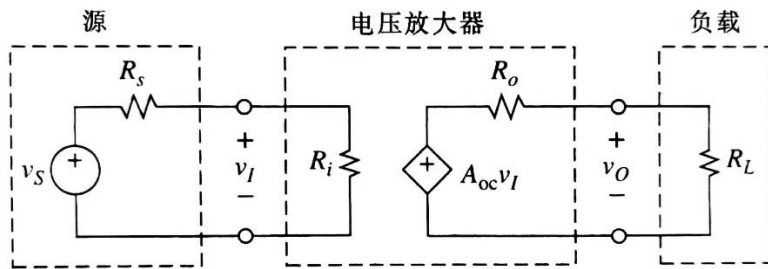 源 电压放大器 负载
R_s R_o
+ + + +
v_S v_I R_i A_oc v_I v_O R_L
− −